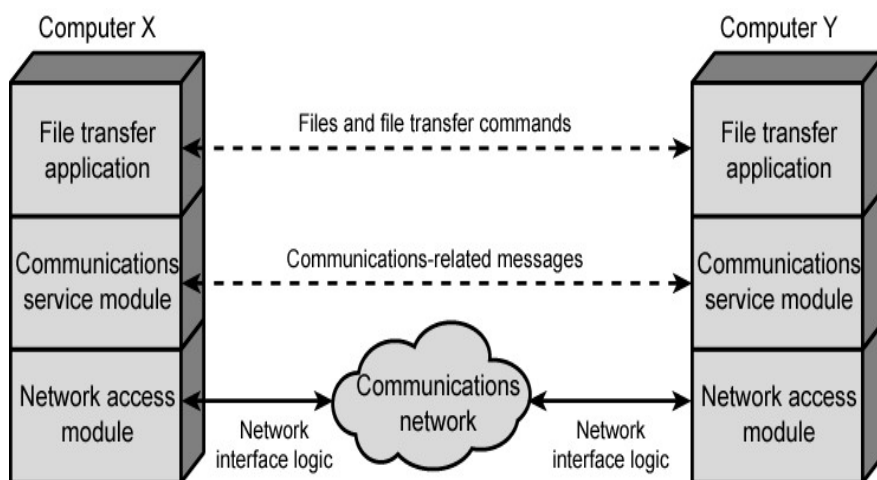 Computer X
Computer Y
File transfer
application
Files and file transfer commands
File transfer
application
Communications
service module
Communications-related messages
Communications
service module
Network access
module
Network
interface logic
Communications
network
Network
interface logic
Network access
module